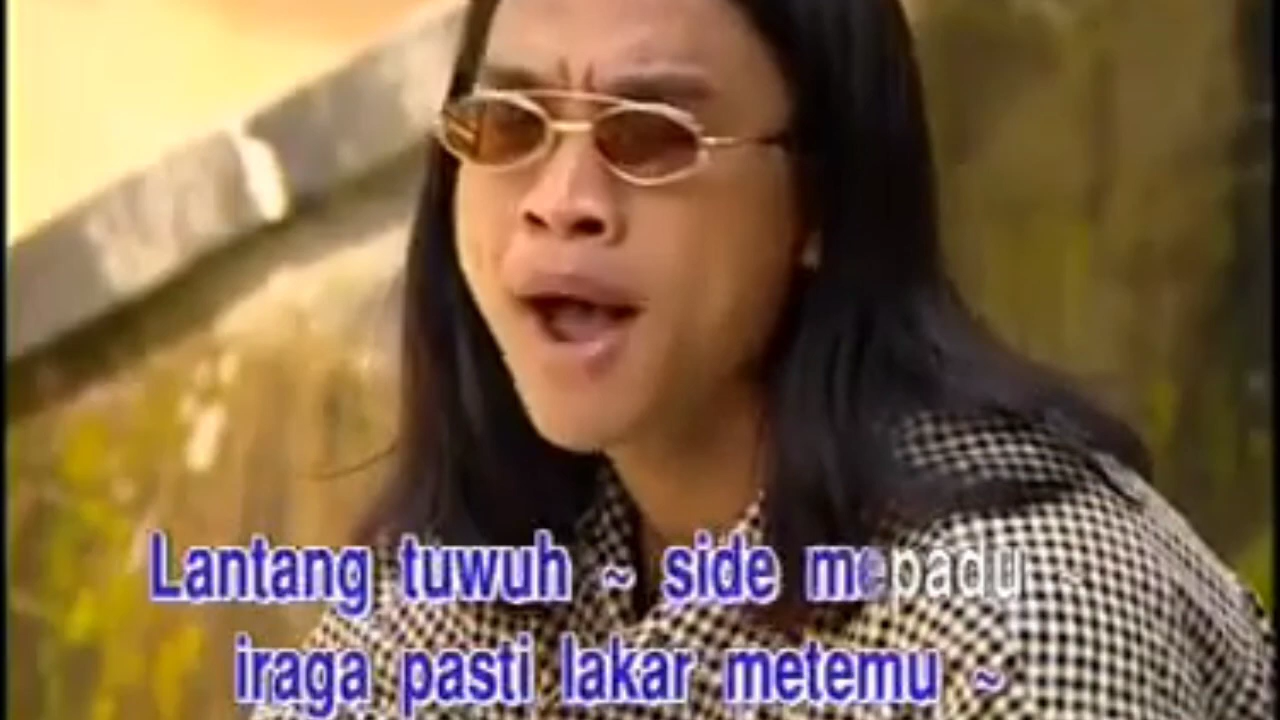 Lantang tuwuh ~ side mepadu ~
iraga pasti lakar metemu ~